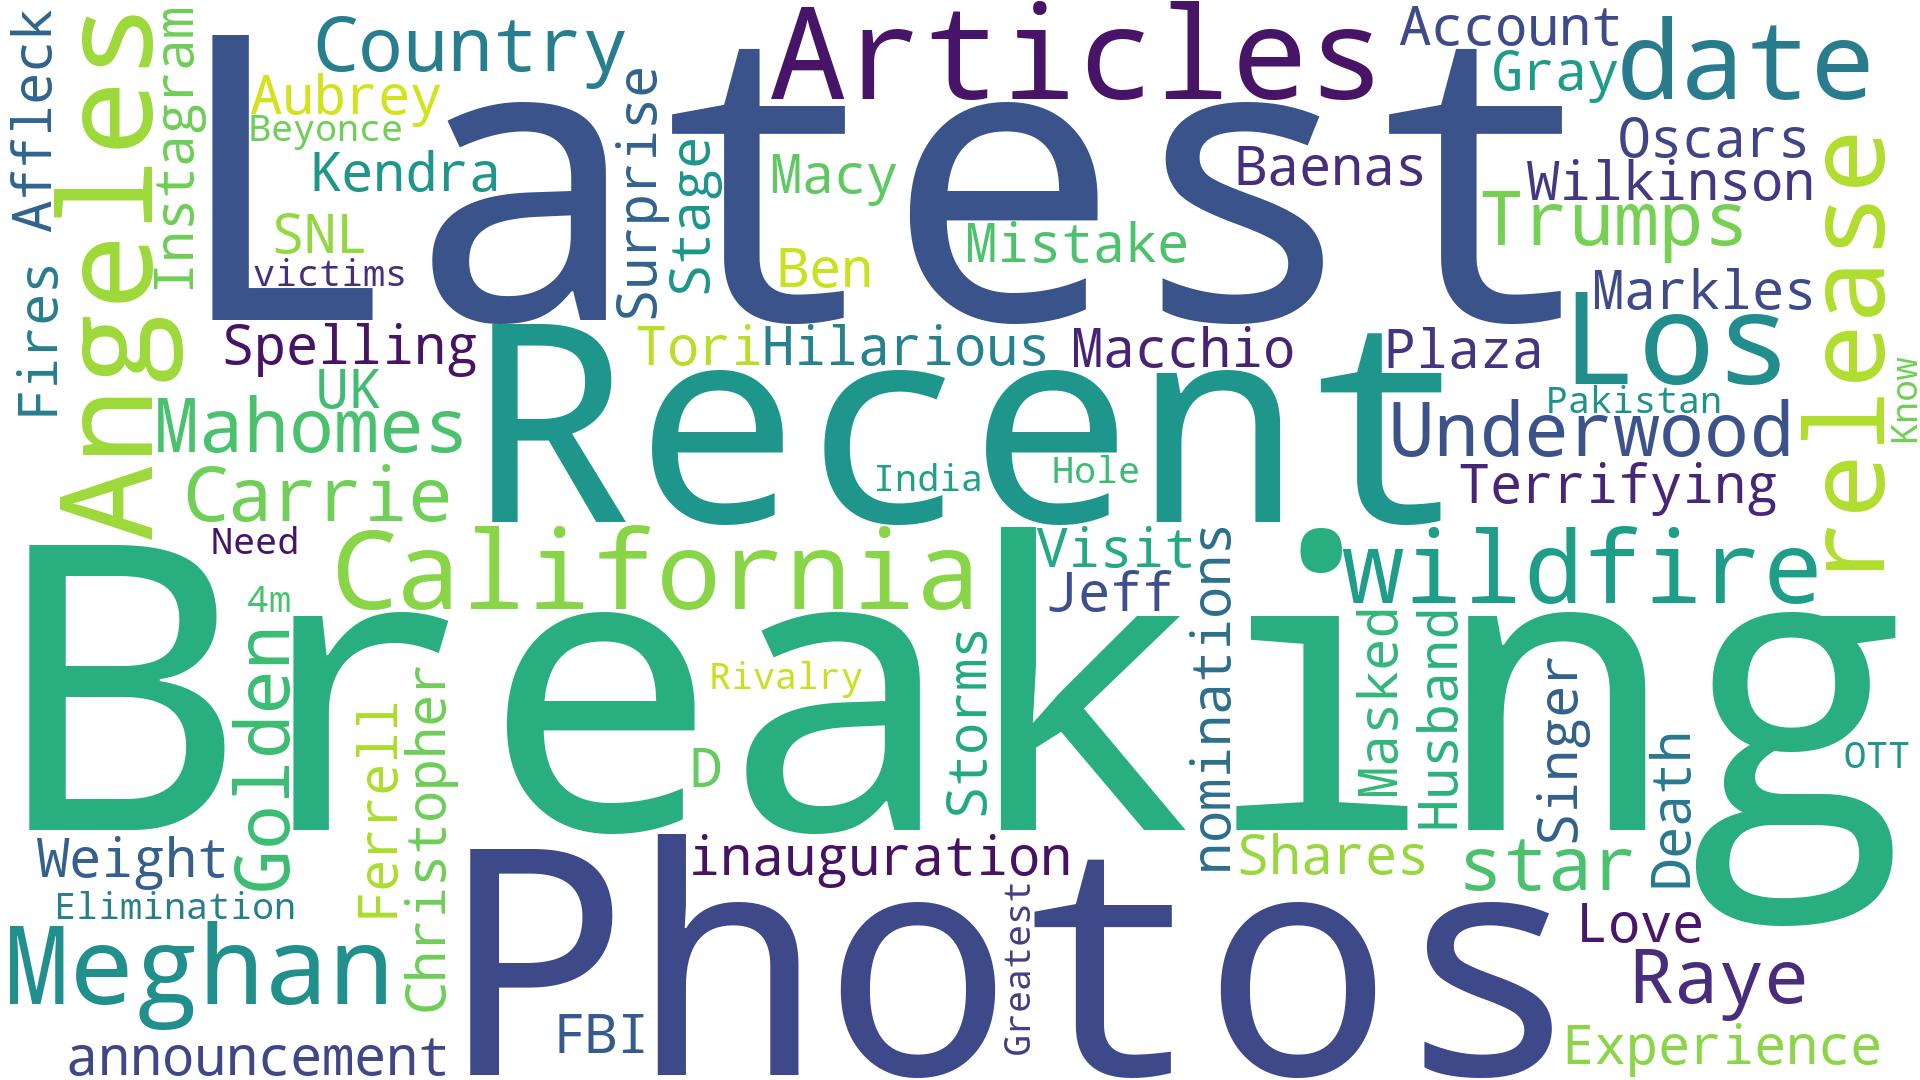 Latest
Articles
Country
Account
date
Gray
Aubrey
Beyonce
Kendra
SNL
victims
Instagram
Angeles
Affleck
Fires
Surprise
Stage
Macy
Ben
Mistake
Baenas
Oscars
Wilkinson
Trumps
Markles
Los
release
Know
Spelling
UK
Mahomes
Carrie
Need
Recent
Tori
Hilarious
Macchio
Plaza
Pakistan
Underwood
Terrifying
India
Hole
California
Visit
Jeff
wildfire
4m
Breaking
Golden
Ferrell
Christopher
Rivalry
D
Storms
nominations
Masked
Husband
Singer
Death
OTT
Weight
Elimination
Meghan
announcement
Photos
inauguration
FBI
Greatest
Shares
star
Love
Raye
Experience